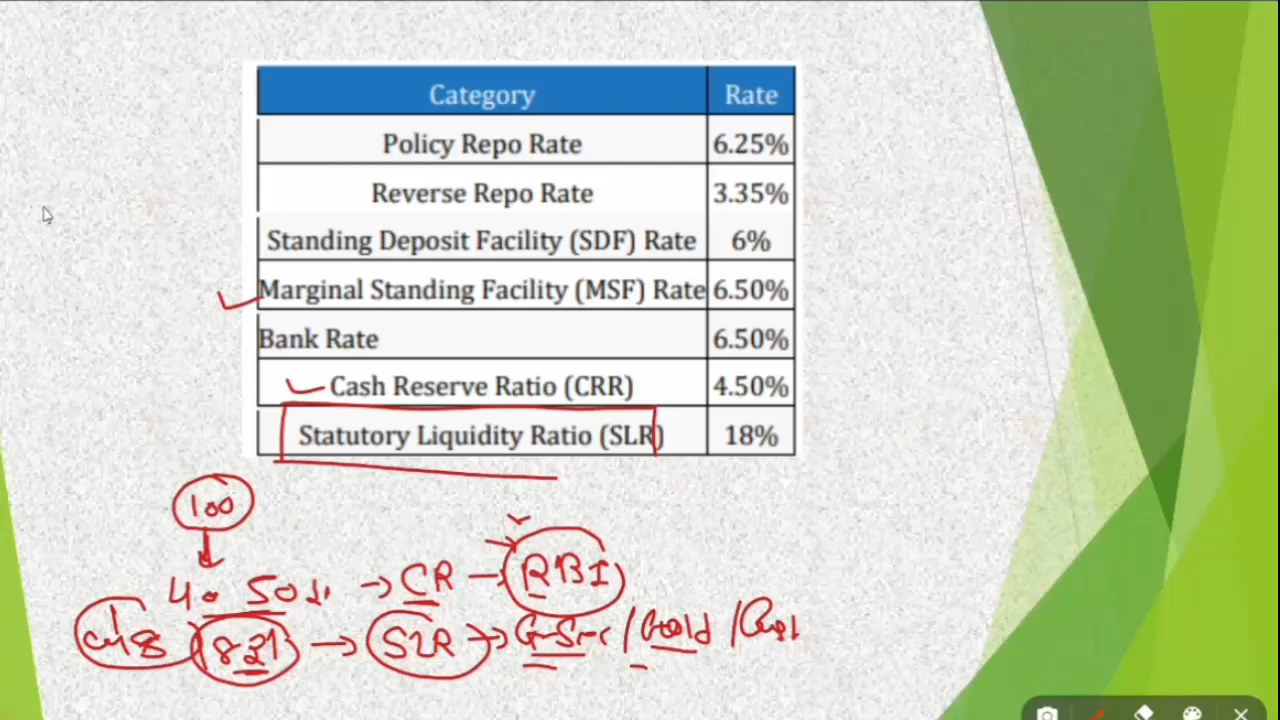 Category Rate
Policy Repo Rate 6.25%
Reverse Repo Rate 3.35%
Standing Deposit Facility (SDF) Rate 6%
Marginal Standing Facility (MSF) Rate 6.50%
Bank Rate 6.50%
Cash Reserve Ratio (CRR) 4.50%
Statutory Liquidity Ratio (SLR) 18%
100
4.50%. → CR → RBI
→ SLR → G-Sec / Gold /